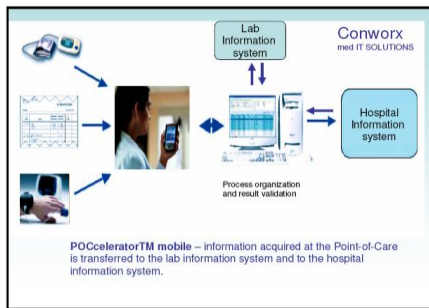 Lab
Information
system
Conworx
med IT SOLUTIONS
Hospital
Information
system
Process organization
and result validation
POCceleratorTM mobile – information acquired at the Point-of-Care
is transferred to the lab information system and to the hospital
information system.